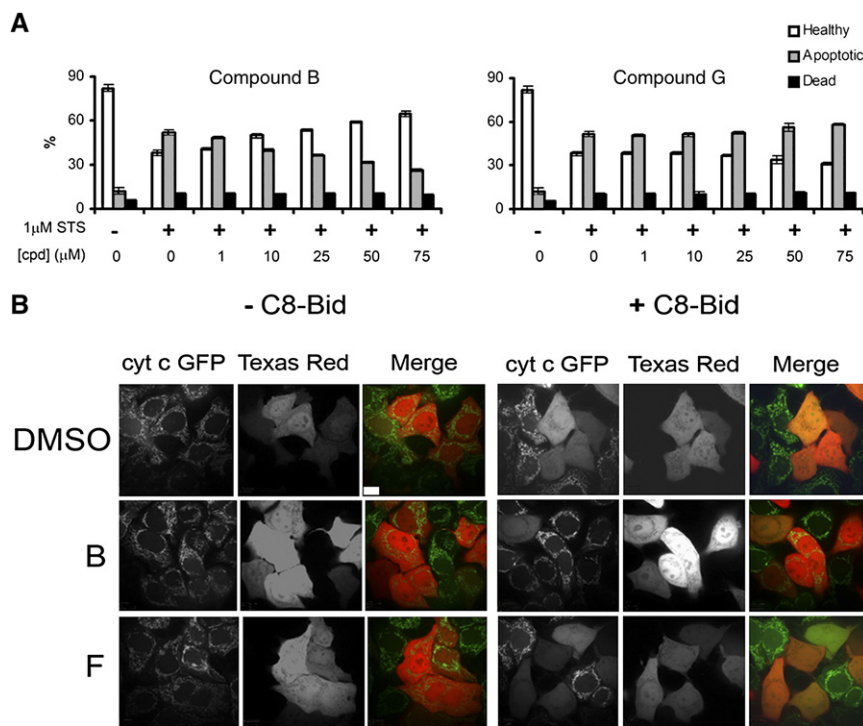 A
Healthy
Apoptotic
Dead
Compound B
Compound G
90
60
30
0
%
90
60
30
0
1μM STS - + + + + + + - + + + + + +
[cpd] (μM) 0 0 1 10 25 50 75 0 0 1 10 25 50 75
B
- C8-Bid + C8-Bid
cyt c GFP Texas Red Merge cyt c GFP Texas Red Merge
DMSO
B
F